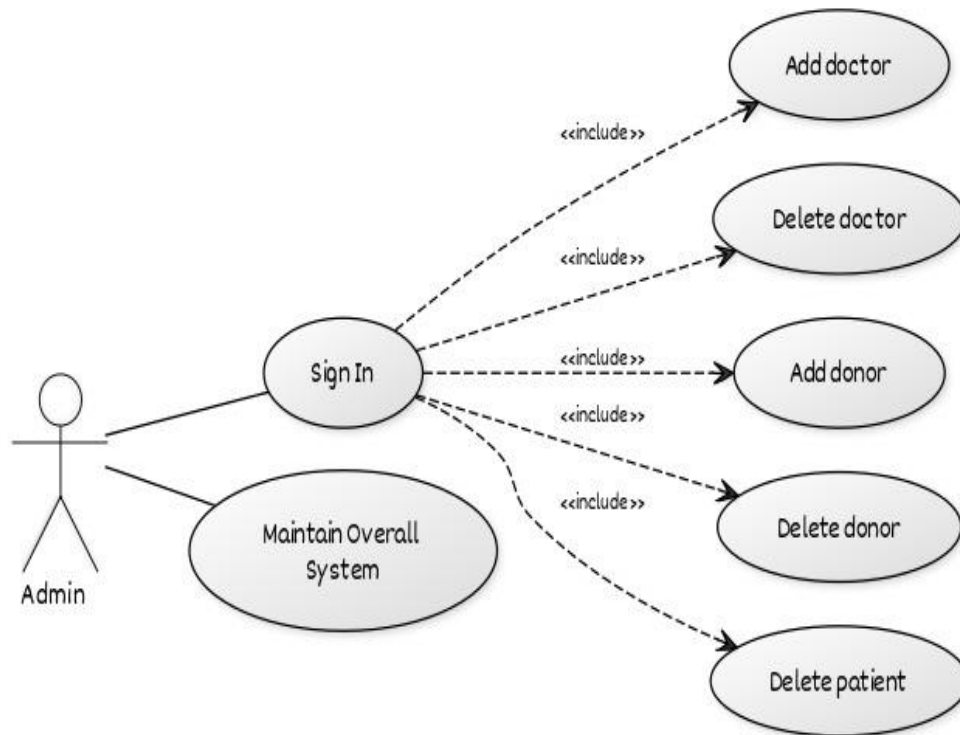 Add doctor
<<include>>
Delete doctor
<<include>>
Sign In
<<include>>
Add donor
<<include>>
Maintain Overall
System
<<include>>
Delete donor
Admin
Delete patient